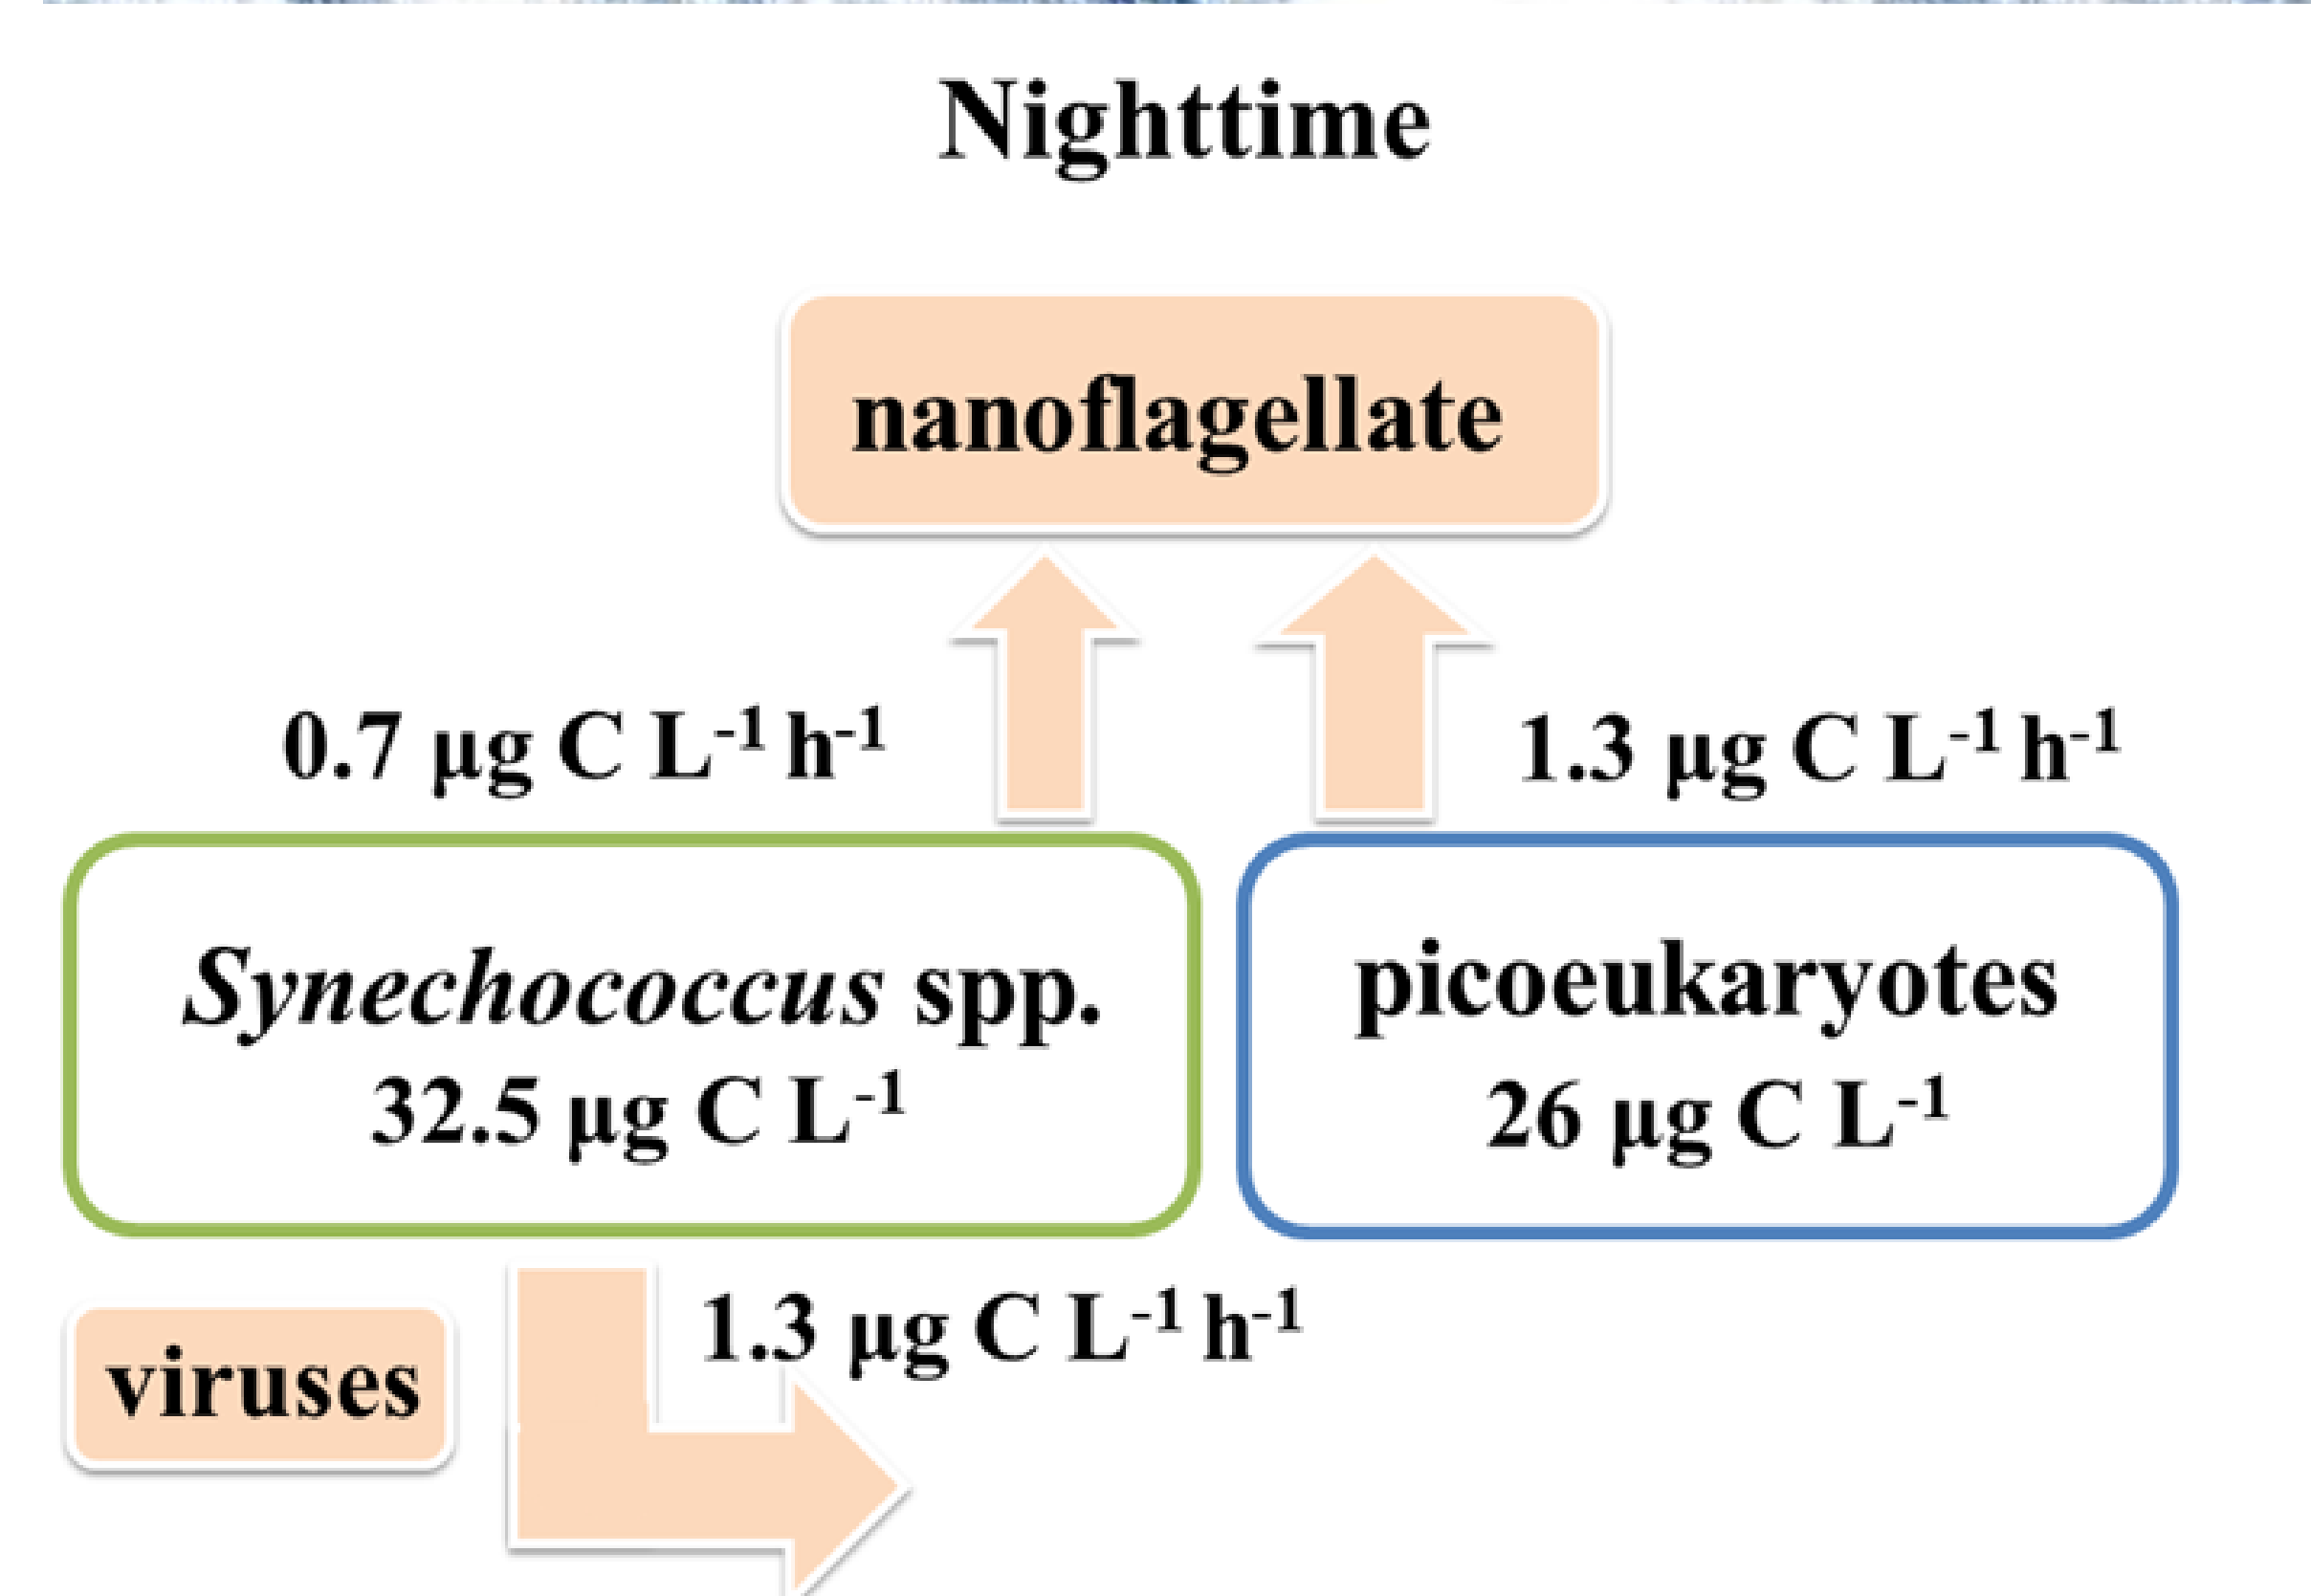 Nighttime
nanoflagellate
0.7 µg C L⁻¹ h⁻¹
1.3 µg C L⁻¹ h⁻¹
Synechococcus spp.
32.5 µg C L⁻¹
picoeukaryotes
26 µg C L⁻¹
1.3 µg C L⁻¹ h⁻¹
viruses